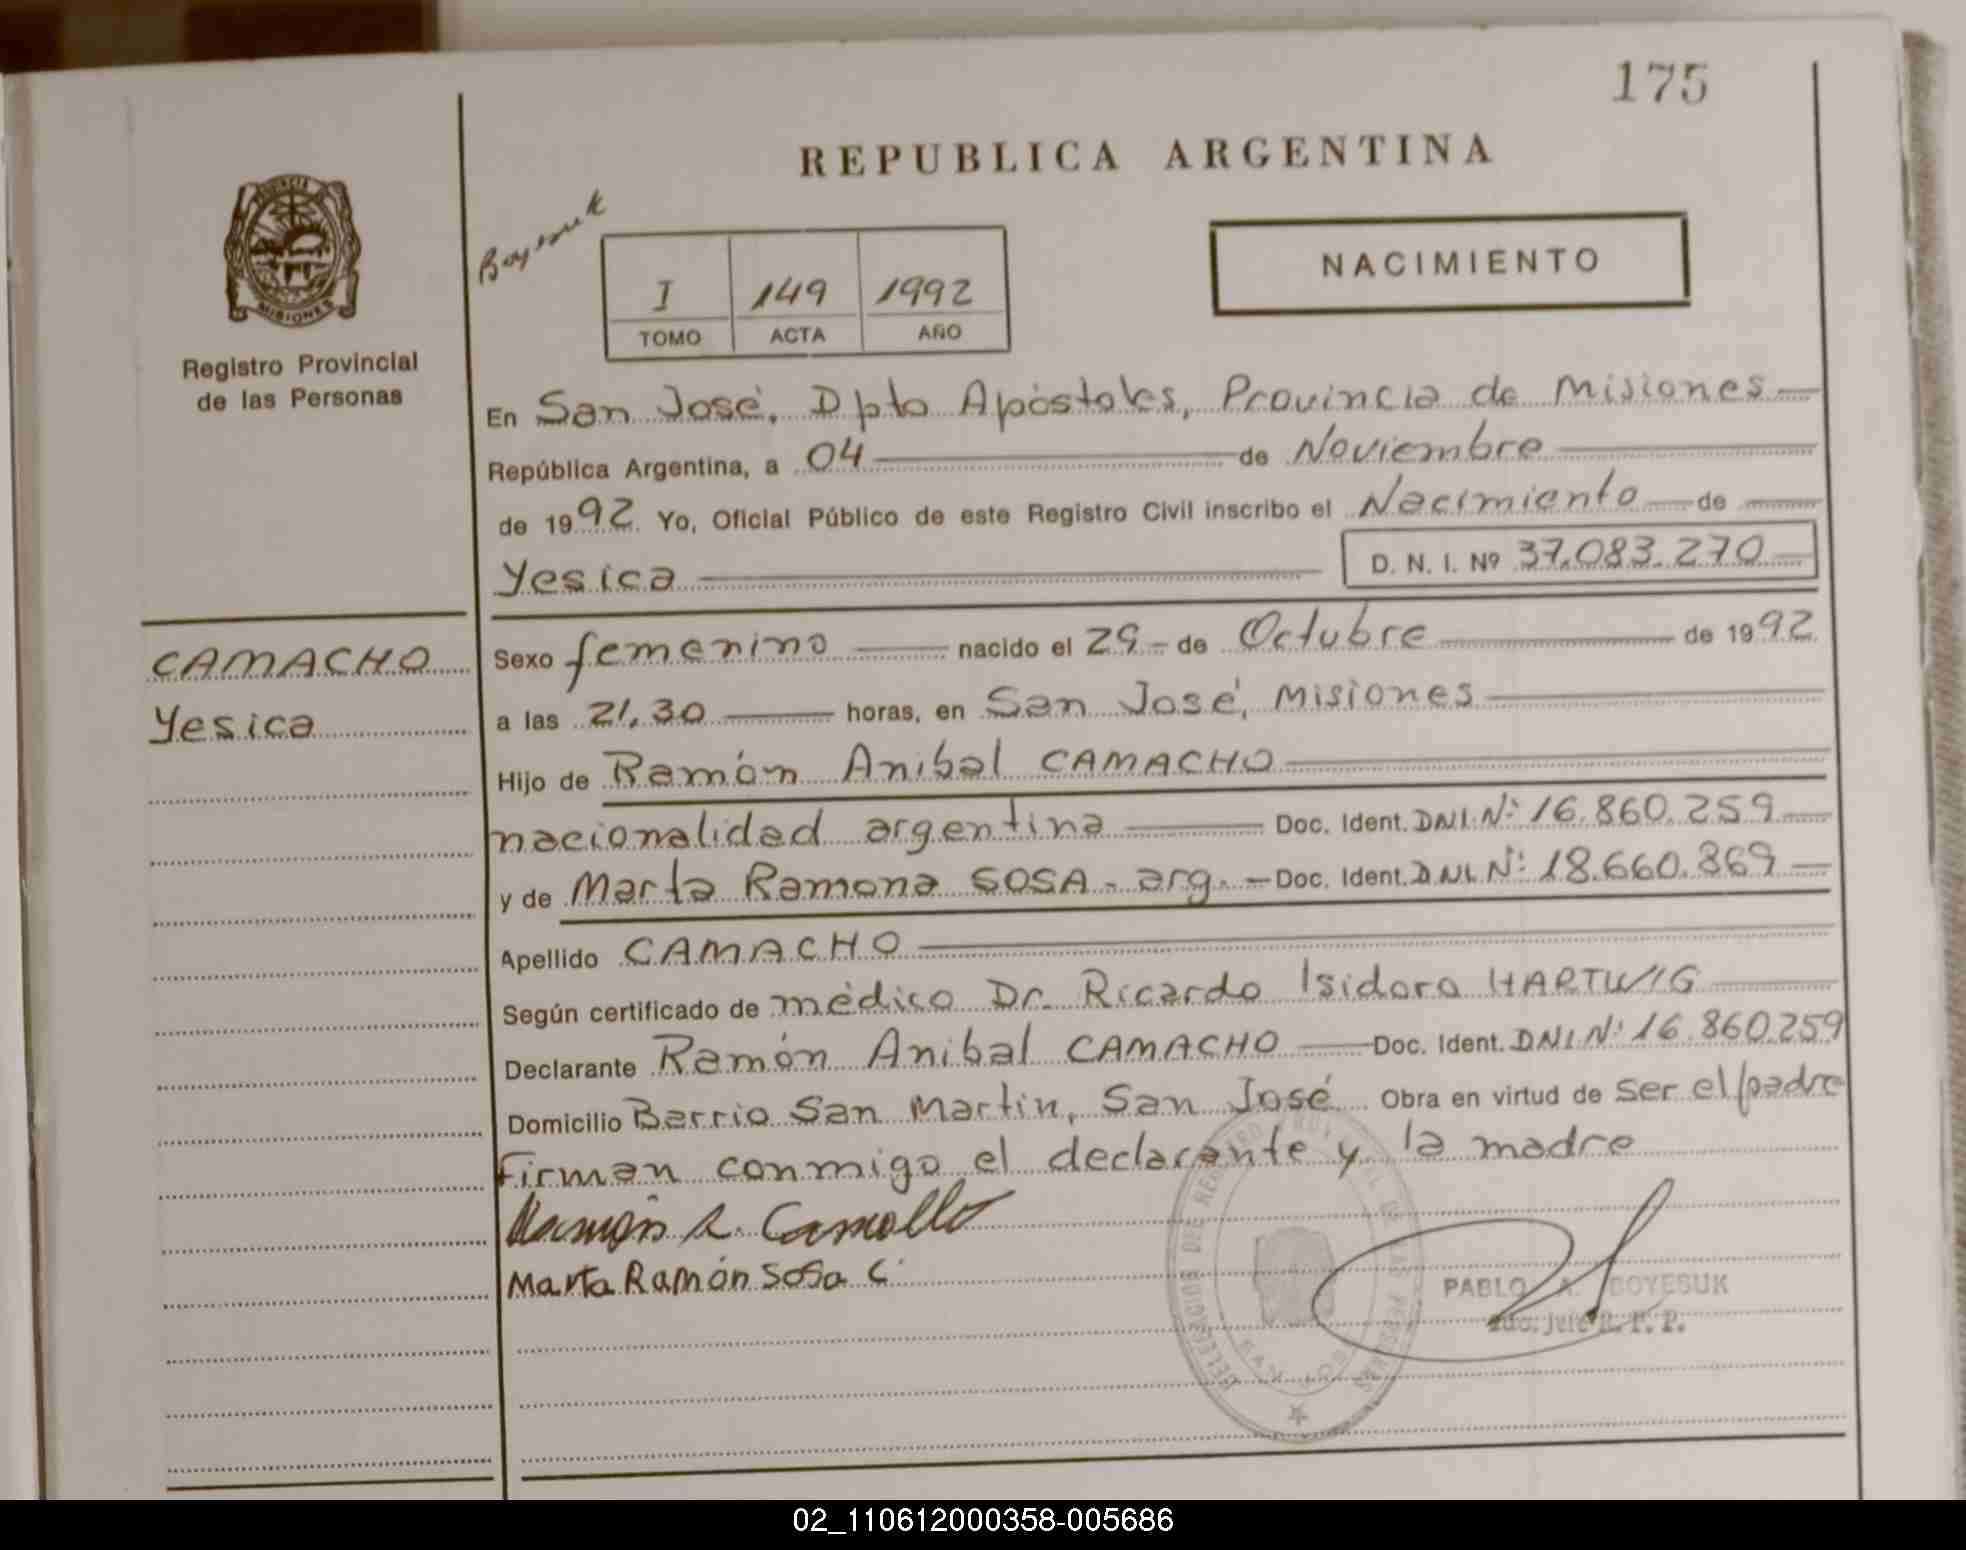 175
REPUBLICA ARGENTINA
MISIONES
Registro Provincial
de las Personas
NACIMIENTO
I 149 1992
TOMO ACTA AÑO
En San José, Dpto Apóstoles, Provincia de Misiones
República Argentina, a 04 de Noviembre
de 1992 Yo, Oficial Público de este Registro Civil inscribo el Nacimiento de
Yesica D. N. I. Nº 37.083.270
CAMACHO
Yesica
Sexo femenino nacido el 29 de Octubre de 1992
a las 21,30 horas, en San José, Misiones
Hijo de Ramón Anibal CAMACHO
nacionalidad argentina Doc. Ident. DNI.Nº 16.860.259
y de Marta Ramona SOSA - arg. - Doc. Ident. DNI. Nº 18.660.869
Apellido CAMACHO
Según certificado de médico Dr. Ricardo Isidoro HARTWIG
Declarante Ramón Anibal CAMACHO Doc. Ident. DNI.Nº 16.860.259
Domicilio Barrio San Martin, San José Obra en virtud de ser el padre
Firman conmigo el declarante y la madre
Ramón A. Camacho
Marta Ramón Sosa C.
PABLO A. BOYESUK
02_110612000358-005686